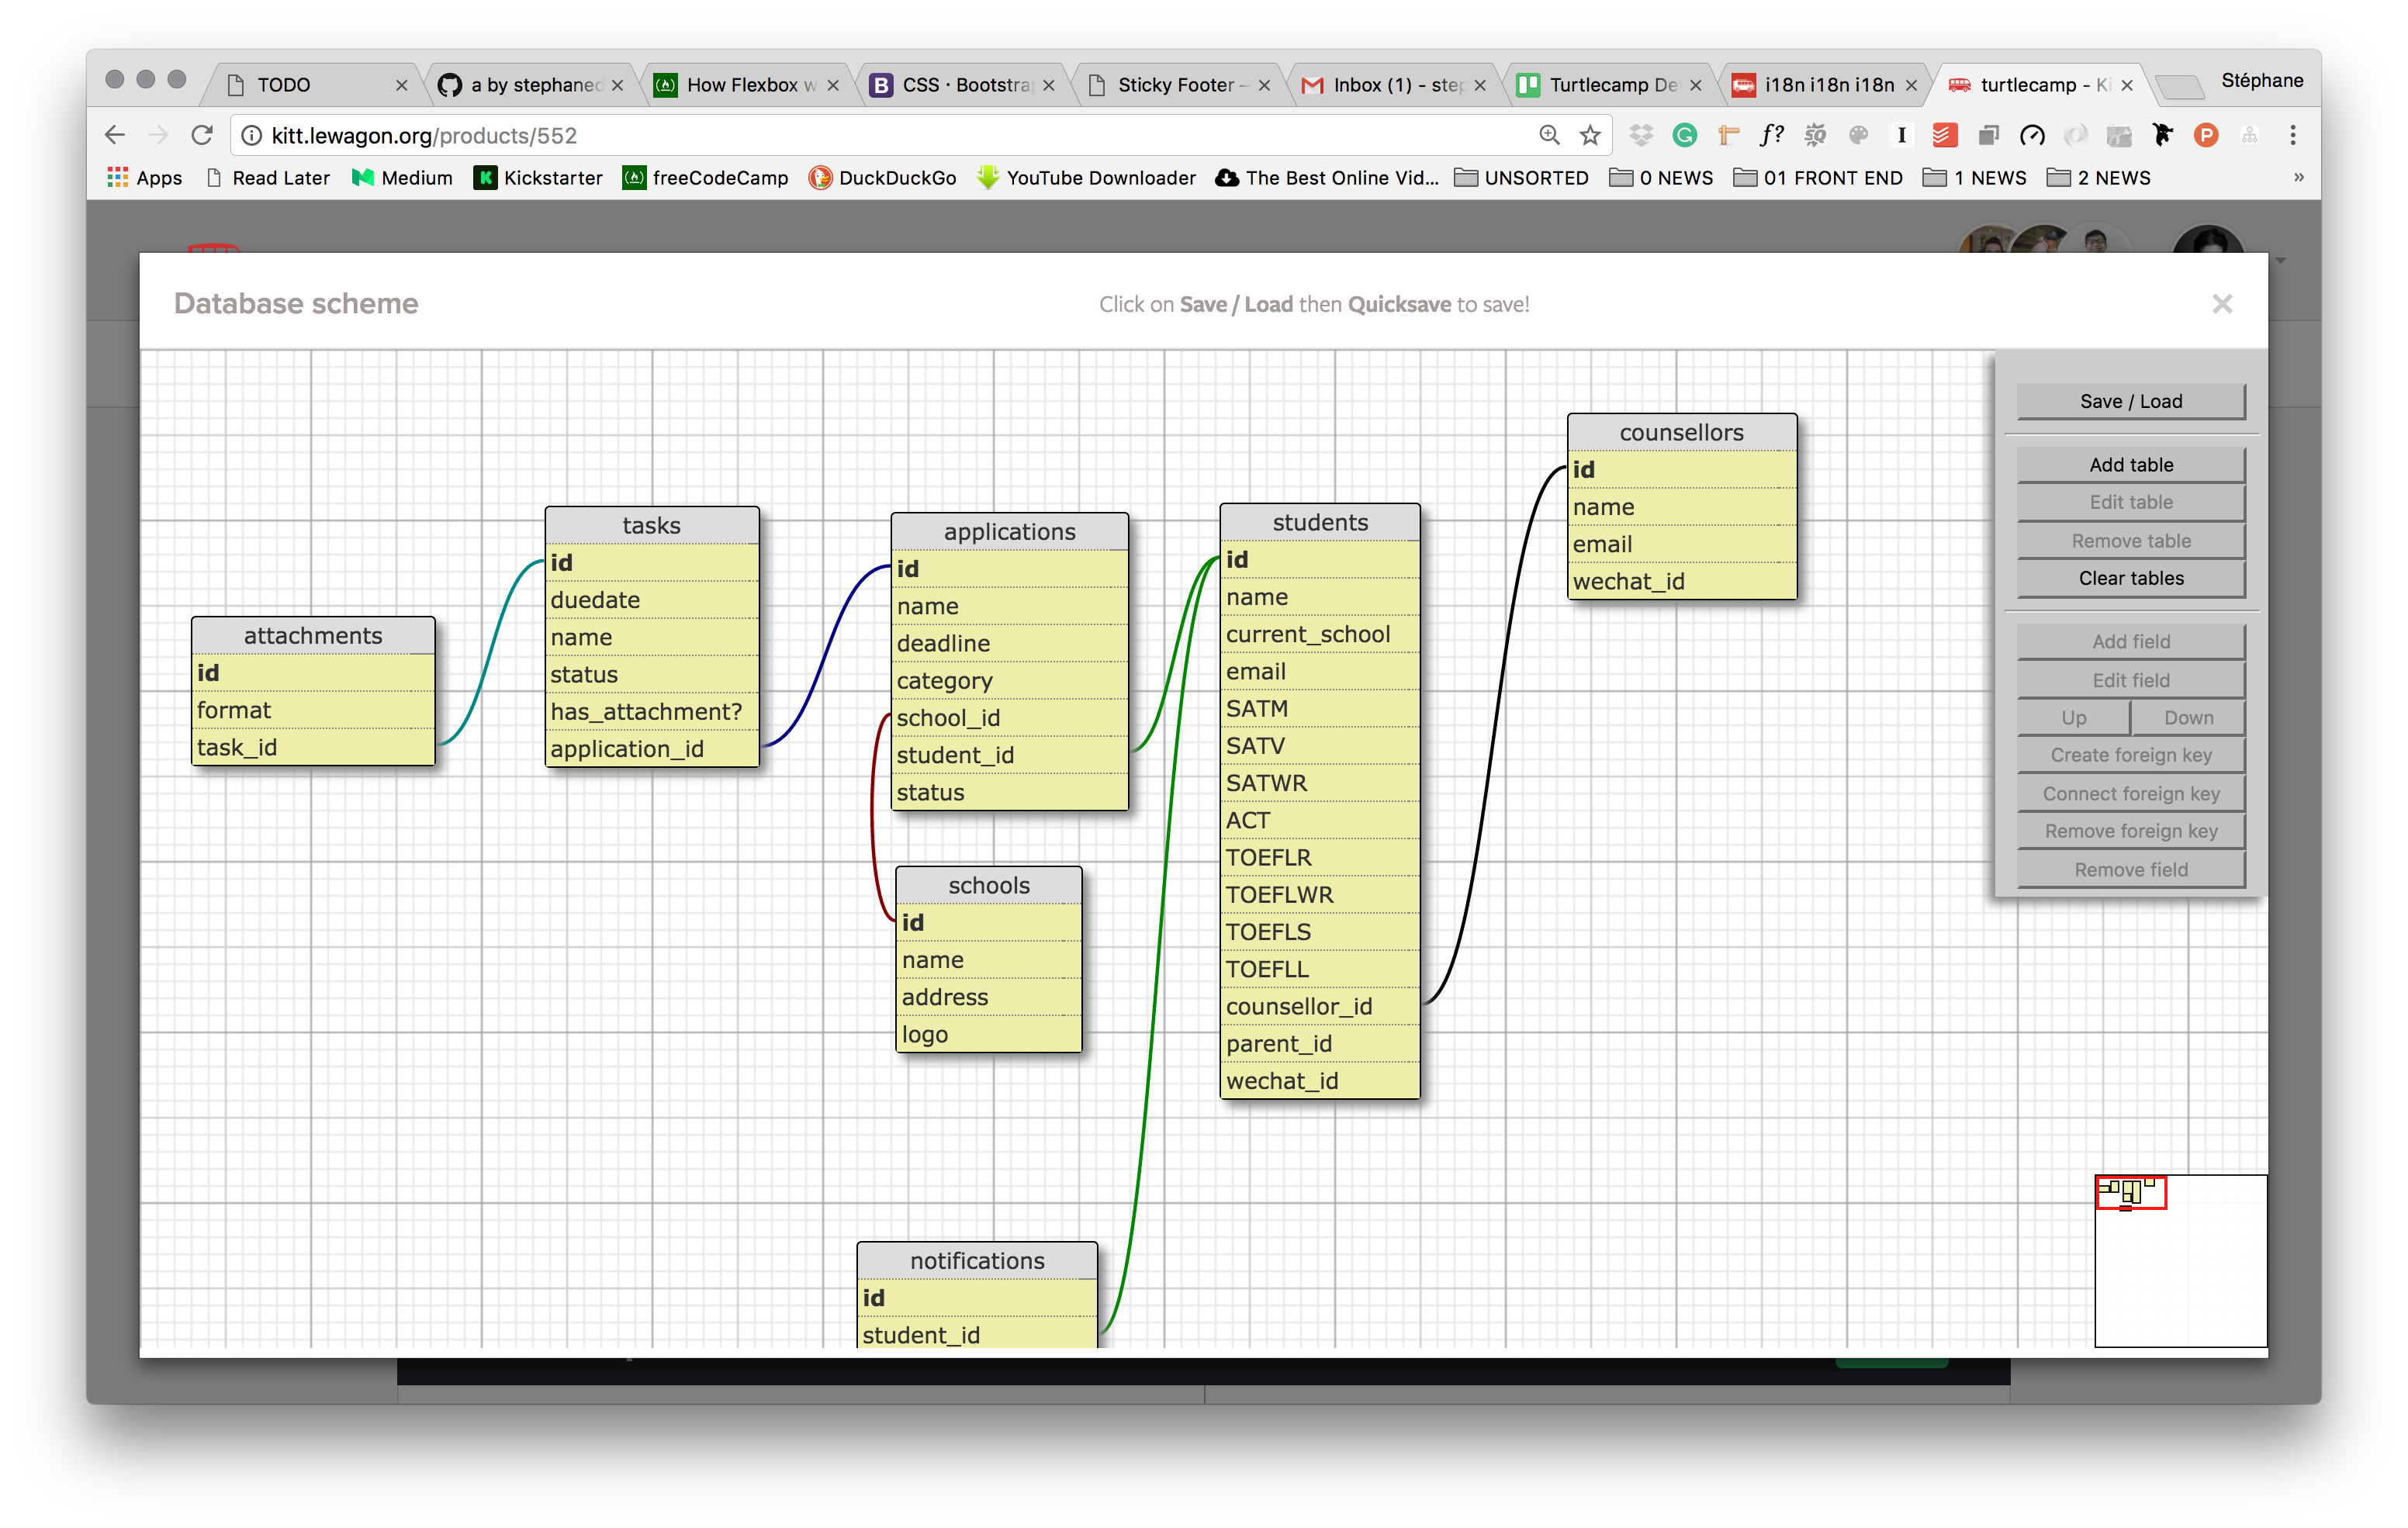 TODO
a by stephaned
How Flexbox w
CSS · Bootstra
Sticky Footer –
Inbox (1) - step
Turtlecamp De
i18n i18n i18n
turtlecamp - Ki
Stéphane
kitt.lewagon.org/products/552
Apps
Read Later
Medium
Kickstarter
freeCodeCamp
DuckDuckGo
YouTube Downloader
The Best Online Vid...
UNSORTED
0 NEWS
01 FRONT END
1 NEWS
2 NEWS
»
Database scheme
Click on Save / Load then Quicksave to save!
attachments
id
format
task_id
tasks
id
duedate
name
status
has_attachment?
application_id
applications
id
name
deadline
category
school_id
student_id
status
schools
id
name
address
logo
notifications
id
student_id
students
id
name
current_school
email
SATM
SATV
SATWR
ACT
TOEFLR
TOEFLWR
TOEFLS
TOEFLL
counsellor_id
parent_id
wechat_id
counsellors
id
name
email
wechat_id
Save / Load
Add table
Edit table
Remove table
Clear tables
Add field
Edit field
Up
Down
Create foreign key
Connect foreign key
Remove foreign key
Remove field